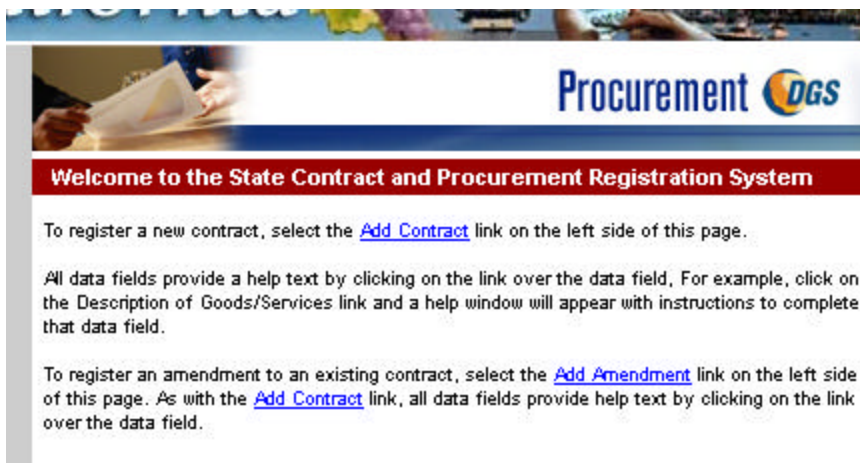 Procurement DGS
Welcome to the State Contract and Procurement Registration System
To register a new contract, select the Add Contract link on the left side of this page.
All data fields provide a help text by clicking on the link over the data field, For example, click on
the Description of Goods/Services link and a help window will appear with instructions to complete
that data field.
To register an amendment to an existing contract, select the Add Amendment link on the left side
of this page. As with the Add Contract link, all data fields provide help text by clicking on the link
over the data field.